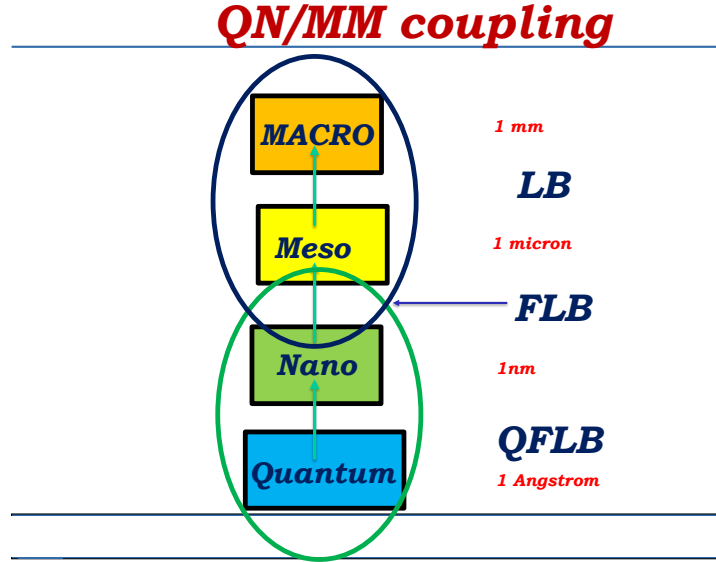 QN/MM coupling
MACRO
1 mm
LB
Meso
1 micron
FLB
Nano
1nm
QFLB
Quantum
1 Angstrom